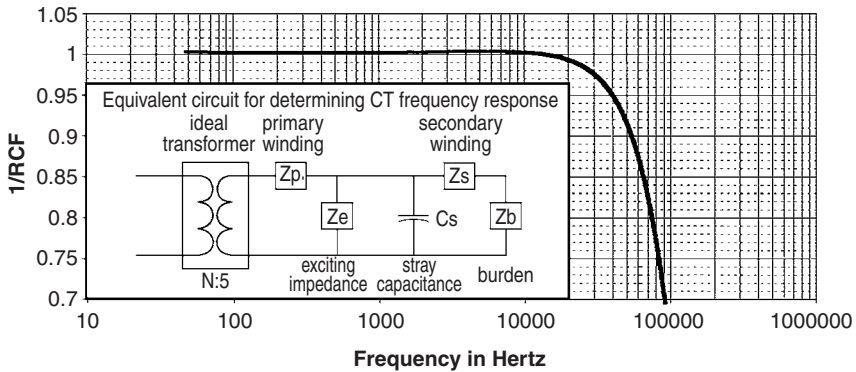 1.05
1
0.95
0.9
0.85
0.8
0.75
0.7
1/RCF
Equivalent circuit for determining CT frequency response
ideal transformer
primary winding
secondary winding
Zp
Zs
Ze
Cs
Zb
N:5
exciting impedance
stray capacitance
burden
10
100
1000
10000
100000
1000000
Frequency in Hertz